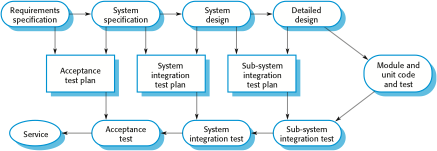 Requirements
specification
System
specification
System
design
Detailed
design
Acceptance
test plan
System
integration
test plan
Sub-system
integration
test plan
Module and
unit code
and test
Service
Acceptance
test
System
integration test
Sub-system
integration test